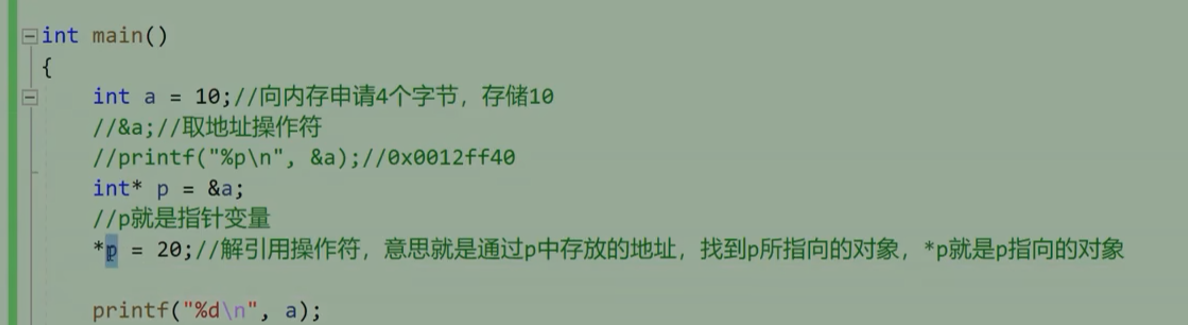 int main()
{
int a = 10;//向内存申请4个字节，存储10
//&a;//取地址操作符
//printf("%p\n", &a);//0x0012ff40
int* p = &a;
//p就是指针变量
*p = 20;//解引用操作符，意思就是通过p中存放的地址，找到p所指向的对象，*p就是p指向的对象
printf("%d\n", a);